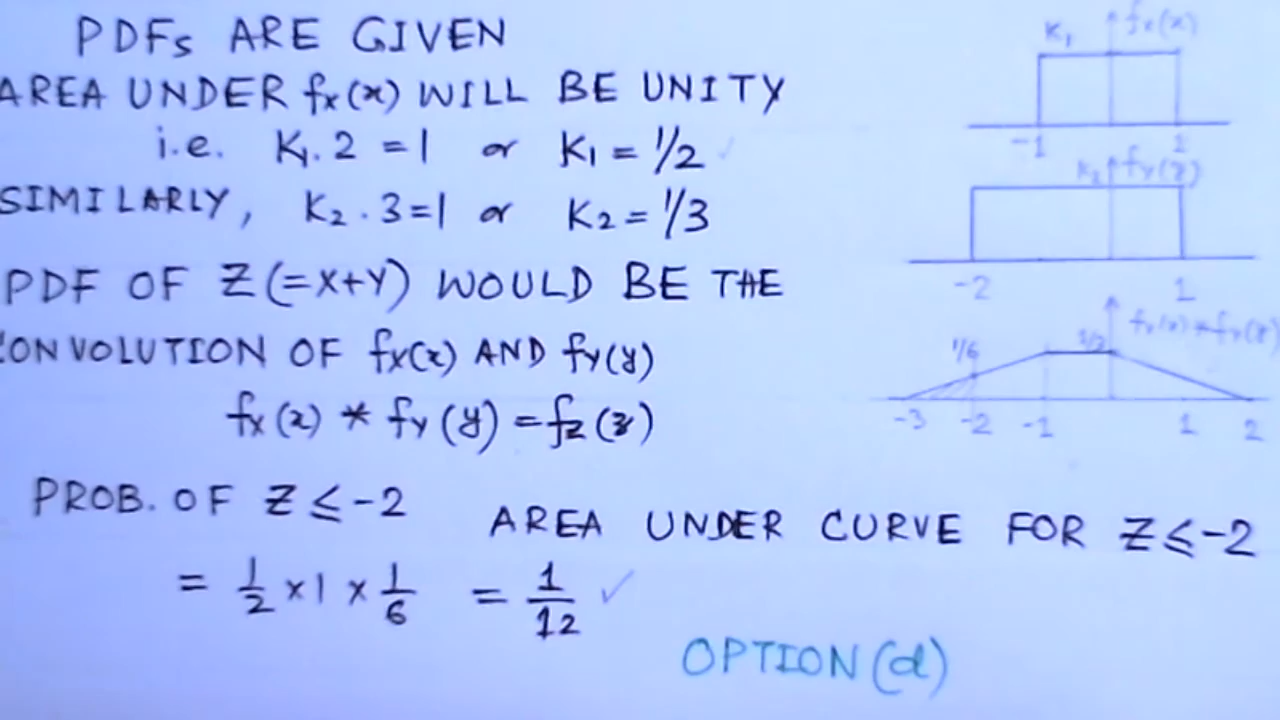 PDFs ARE GIVEN
AREA UNDER fx(x) WILL BE UNITY
i.e. K1. 2 = 1 or K1 = 1/2
SIMILARLY, K2 . 3 = 1 or K2 = 1/3
PDF OF Z(=X+Y) WOULD BE THE
CONVOLUTION OF fx(x) AND fy(y)
fx(x) * fy(y) = fz(z)
PROB. OF Z ≤ -2 AREA UNDER CURVE FOR Z ≤ -2
= 1/2 × 1 × 1/6 = 1/12 ✓
OPTION (d)
K1 fx(x)
-1 1
K2 fy(y)
-2 1
fx(x) * fy(y)
1/6
-3 -2 -1 1 2